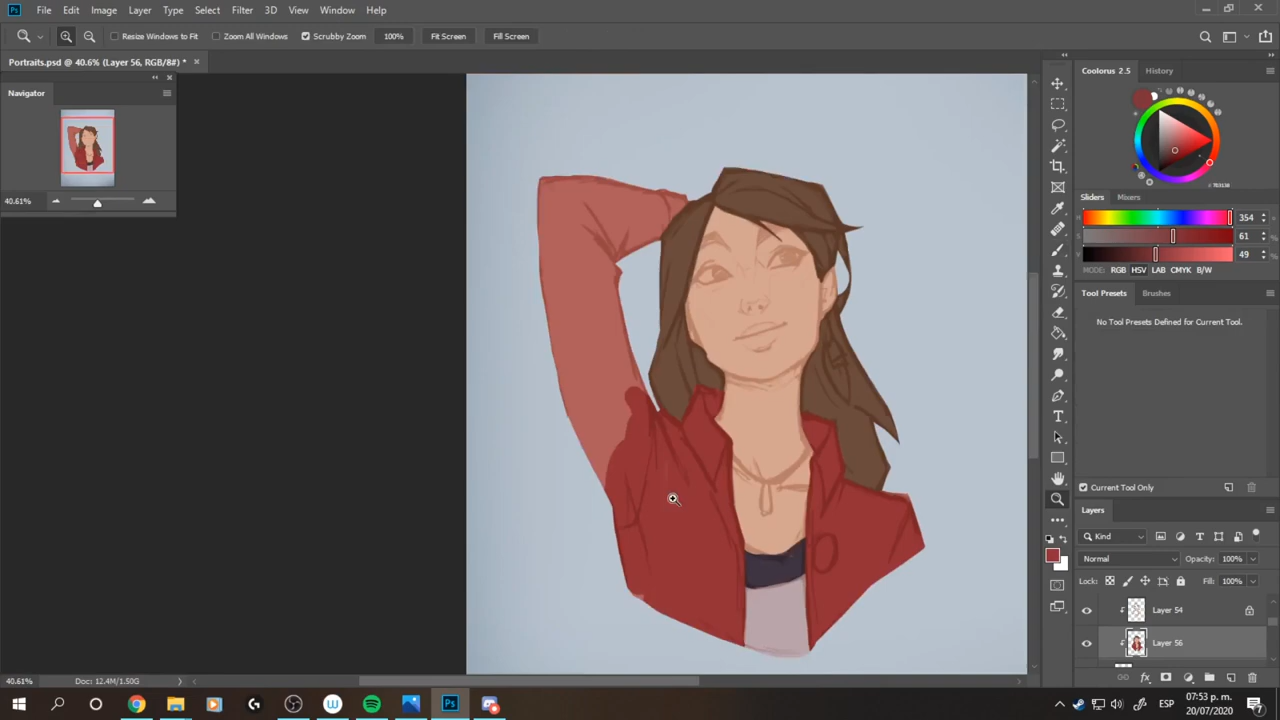 Ps File Edit Image Layer Type Select Filter 3D View Window Help
Resize Windows to Fit Zoom All Windows Scrubby Zoom 100% Fit Screen Fill Screen
Portraits.psd @ 40.6% (Layer 56, RGB/8#) *
Navigator
40.61%
Coolorus 2.5 History
Sliders Mixers
H 354
S 61
V 49
MODE: RGB HSV LAB CMYK B/W
Tool Presets Brushes
No Tool Presets Defined for Current Tool.
Current Tool Only
Layers
Kind
Normal Opacity: 100%
Lock: Fill: 100%
Layer 54
Layer 56
40.61% Doc: 12.4M/1.50G
ESP
07:53 p. m.
20/07/2020